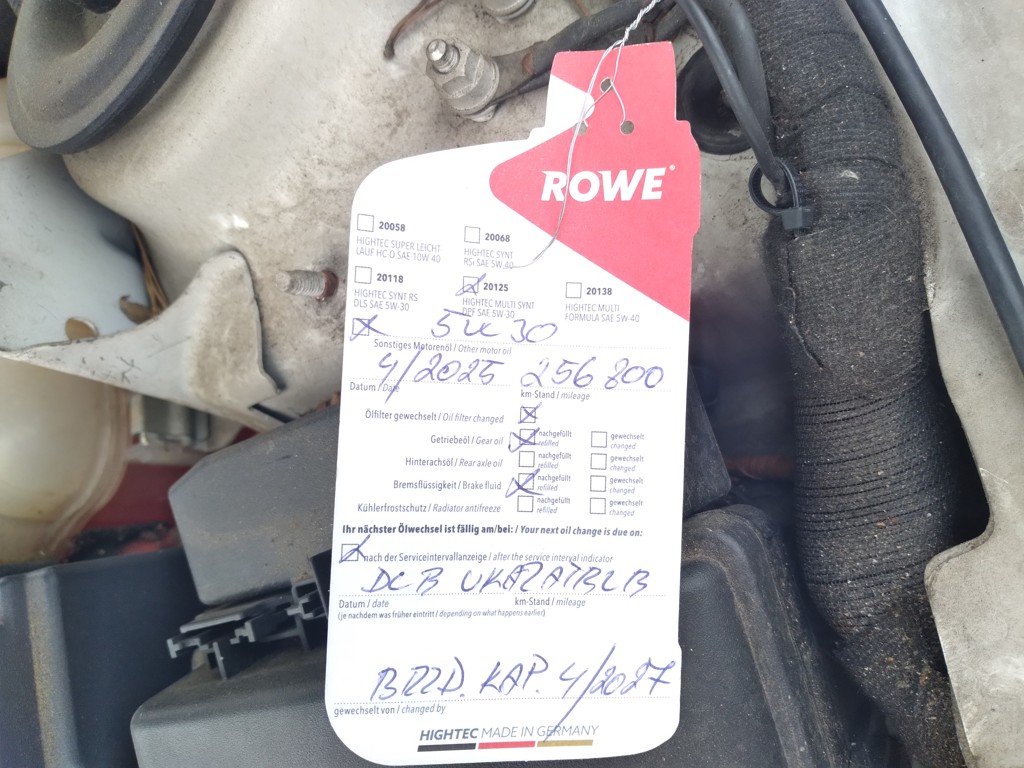 ROWE®
20058
HIGHTEC SUPER LEICHT-
LAUF HC-O SAE 10W-40
20068
HIGHTEC SYNT
RSi SAE 5W-40
20118
HIGHTEC SYNT RS
DLS SAE 5W-30
20125
HIGHTEC MULTI SYNT
DPF SAE 5W-30
20138
HIGHTEC MULTI
FORMULA SAE 5W-40
5W30
Sonstiges Motorenöl / Other motor oil
4/2025 256800
Datum / Date km-Stand / mileage
Ölfilter gewechselt / Oil filter changed
Getriebeöl / Gear oil nachgefüllt refilled gewechselt changed
Hinterachsöl / Rear axle oil nachgefüllt refilled gewechselt changed
Bremsflüssigkeit / Brake fluid nachgefüllt refilled gewechselt changed
Kühlerfrostschutz / Radiator antifreeze nachgefüllt refilled gewechselt changed
Ihr nächster Ölwechsel ist fällig am/bei: / Your next oil change is due on:
nach der Serviceintervallanzeige / after the service interval indicator
Datum / date km-Stand / mileage
(je nachdem was früher eintritt / depending on what happens earlier)
BRZD. KAP. 4/2027
gewechselt von / changed by
HIGHTEC MADE IN GERMANY